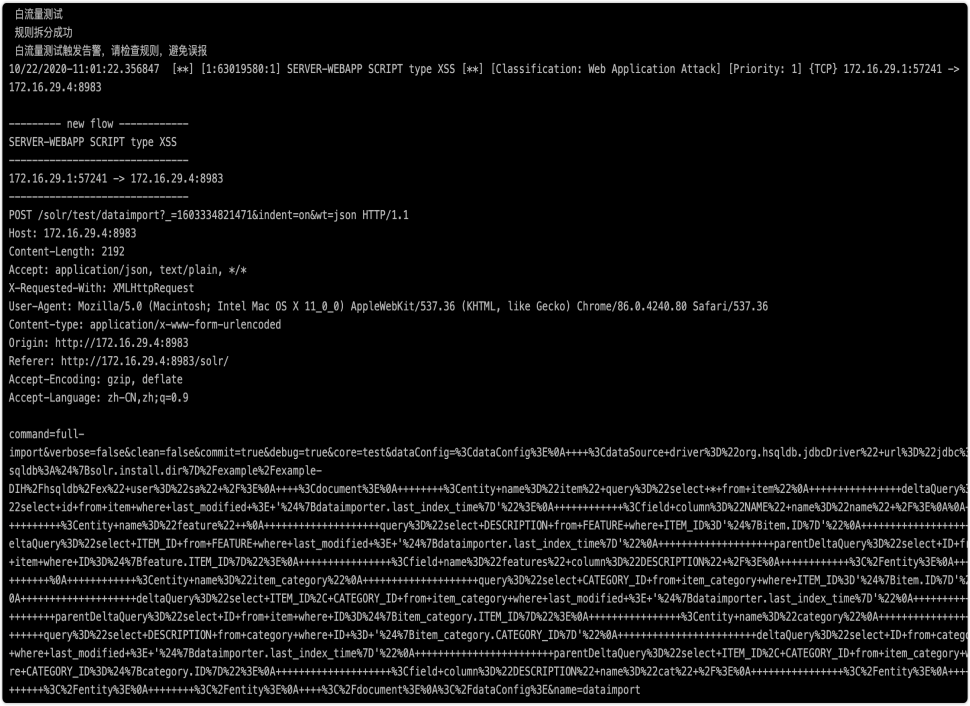 白流量测试
规则拆分成功
白流量测试触发告警，请检查规则，避免误报
10/22/2020-11:01:22.356847  [**] [1:63019580:1] SERVER-WEBAPP SCRIPT type XSS [**] [Classification: Web Application Attack] [Priority: 1] {TCP} 172.16.29.1:57241 ->
172.16.29.4:8983
--------- new flow ------------
SERVER-WEBAPP SCRIPT type XSS
-------------------------------
172.16.29.1:57241 -> 172.16.29.4:8983
-------------------------------
POST /solr/test/dataimport?_=1603334821471&indent=on&wt=json HTTP/1.1
Host: 172.16.29.4:8983
Content-Length: 2192
Accept: application/json, text/plain, */*
X-Requested-With: XMLHttpRequest
User-Agent: Mozilla/5.0 (Macintosh; Intel Mac OS X 11_0_0) AppleWebKit/537.36 (KHTML, like Gecko) Chrome/86.0.4240.80 Safari/537.36
Content-type: application/x-www-form-urlencoded
Origin: http://172.16.29.4:8983
Referer: http://172.16.29.4:8983/solr/
Accept-Encoding: gzip, deflate
Accept-Language: zh-CN,zh;q=0.9
command=full-
import&verbose=false&clean=false&commit=true&debug=true&core=test&dataConfig=%3CdataConfig%3E%0A++++%3CdataSource+driver%3D%22org.hsqldb.jdbcDriver%22+url%3D%22jdbc%3
sqldb%3A%24%7Bsolr.install.dir%7D%2Fexample%2Fexample-
DIH%2Fhsqldb%2Fex%22+user%3D%22sa%22+%2F%3E%0A++++%3Cdocument%3E%0A++++++++%3Centity+name%3D%22item%22+query%3D%22select+*+from+item%22%0A++++++++++++++++deltaQuery%
22select+id+from+item+where+last_modified+%3E+'%24%7Bdataimporter.last_index_time%7D'%22%3E%0A++++++++++++%3Cfield+column%3D%22NAME%22+name%3D%22name%22+%2F%3E%0A%0A+
+++++++++%3Centity+name%3D%22feature%22++%0A++++++++++++++++++++query%3D%22select+DESCRIPTION+from+FEATURE+where+ITEM_ID%3D'%24%7Bitem.ID%7D'%22%0A++++++++++++++++++
eltaQuery%3D%22select+ITEM_ID+from+FEATURE+where+last_modified+%3E+'%24%7Bdataimporter.last_index_time%7D'%22%0A++++++++++++++++++++parentDeltaQuery%3D%22select+ID+f
+item+where+ID%3D%24%7Bfeature.ITEM_ID%7D%22%3E%0A++++++++++++++++%3Cfield+name%3D%22features%22+column%3D%22DESCRIPTION%22+%2F%3E%0A++++++++++++%3C%2Fentity%3E%0A++
+++++++%0A++++++++++++%3Centity+name%3D%22item_category%22%0A++++++++++++++++++++query%3D%22select+CATEGORY_ID+from+item_category+where+ITEM_ID%3D'%24%7Bitem.ID%7D'%2
0A++++++++++++++++++++deltaQuery%3D%22select+ITEM_ID%2C+CATEGORY_ID+from+item_category+where+last_modified+%3E+'%24%7Bdataimporter.last_index_time%7D'%22%0A++++++++++
++++++++parentDeltaQuery%3D%22select+ID+from+item+where+ID%3D%24%7Bitem_category.ITEM_ID%7D%22%3E%0A++++++++++++++++%3Centity+name%3D%22category%22%0A++++++++++++++++
++++++query%3D%22select+DESCRIPTION+from+category+where+ID+%3D+'%24%7Bitem_category.CATEGORY_ID%7D'%22%0A++++++++++++++++++++++++deltaQuery%3D%22select+ID+from+categ
+where+last_modified+%3E+'%24%7Bdataimporter.last_index_time%7D'%22%0A++++++++++++++++++++++++parentDeltaQuery%3D%22select+ITEM_ID%2C+CATEGORY_ID+from+item_category+
re+CATEGORY_ID%3D%24%7Bcategory.ID%7D%22%3E%0A++++++++++++++++++++%3Cfield+column%3D%22DESCRIPTION%22+name%3D%22cat%22+%2F%3E%0A++++++++++++++++%3C%2Fentity%3E%0A++++
++++++%3C%2Fentity%3E%0A++++++++%3C%2Fentity%3E%0A++++%3C%2Fdocument%3E%0A%3C%2FdataConfig%3E&name=dataimport